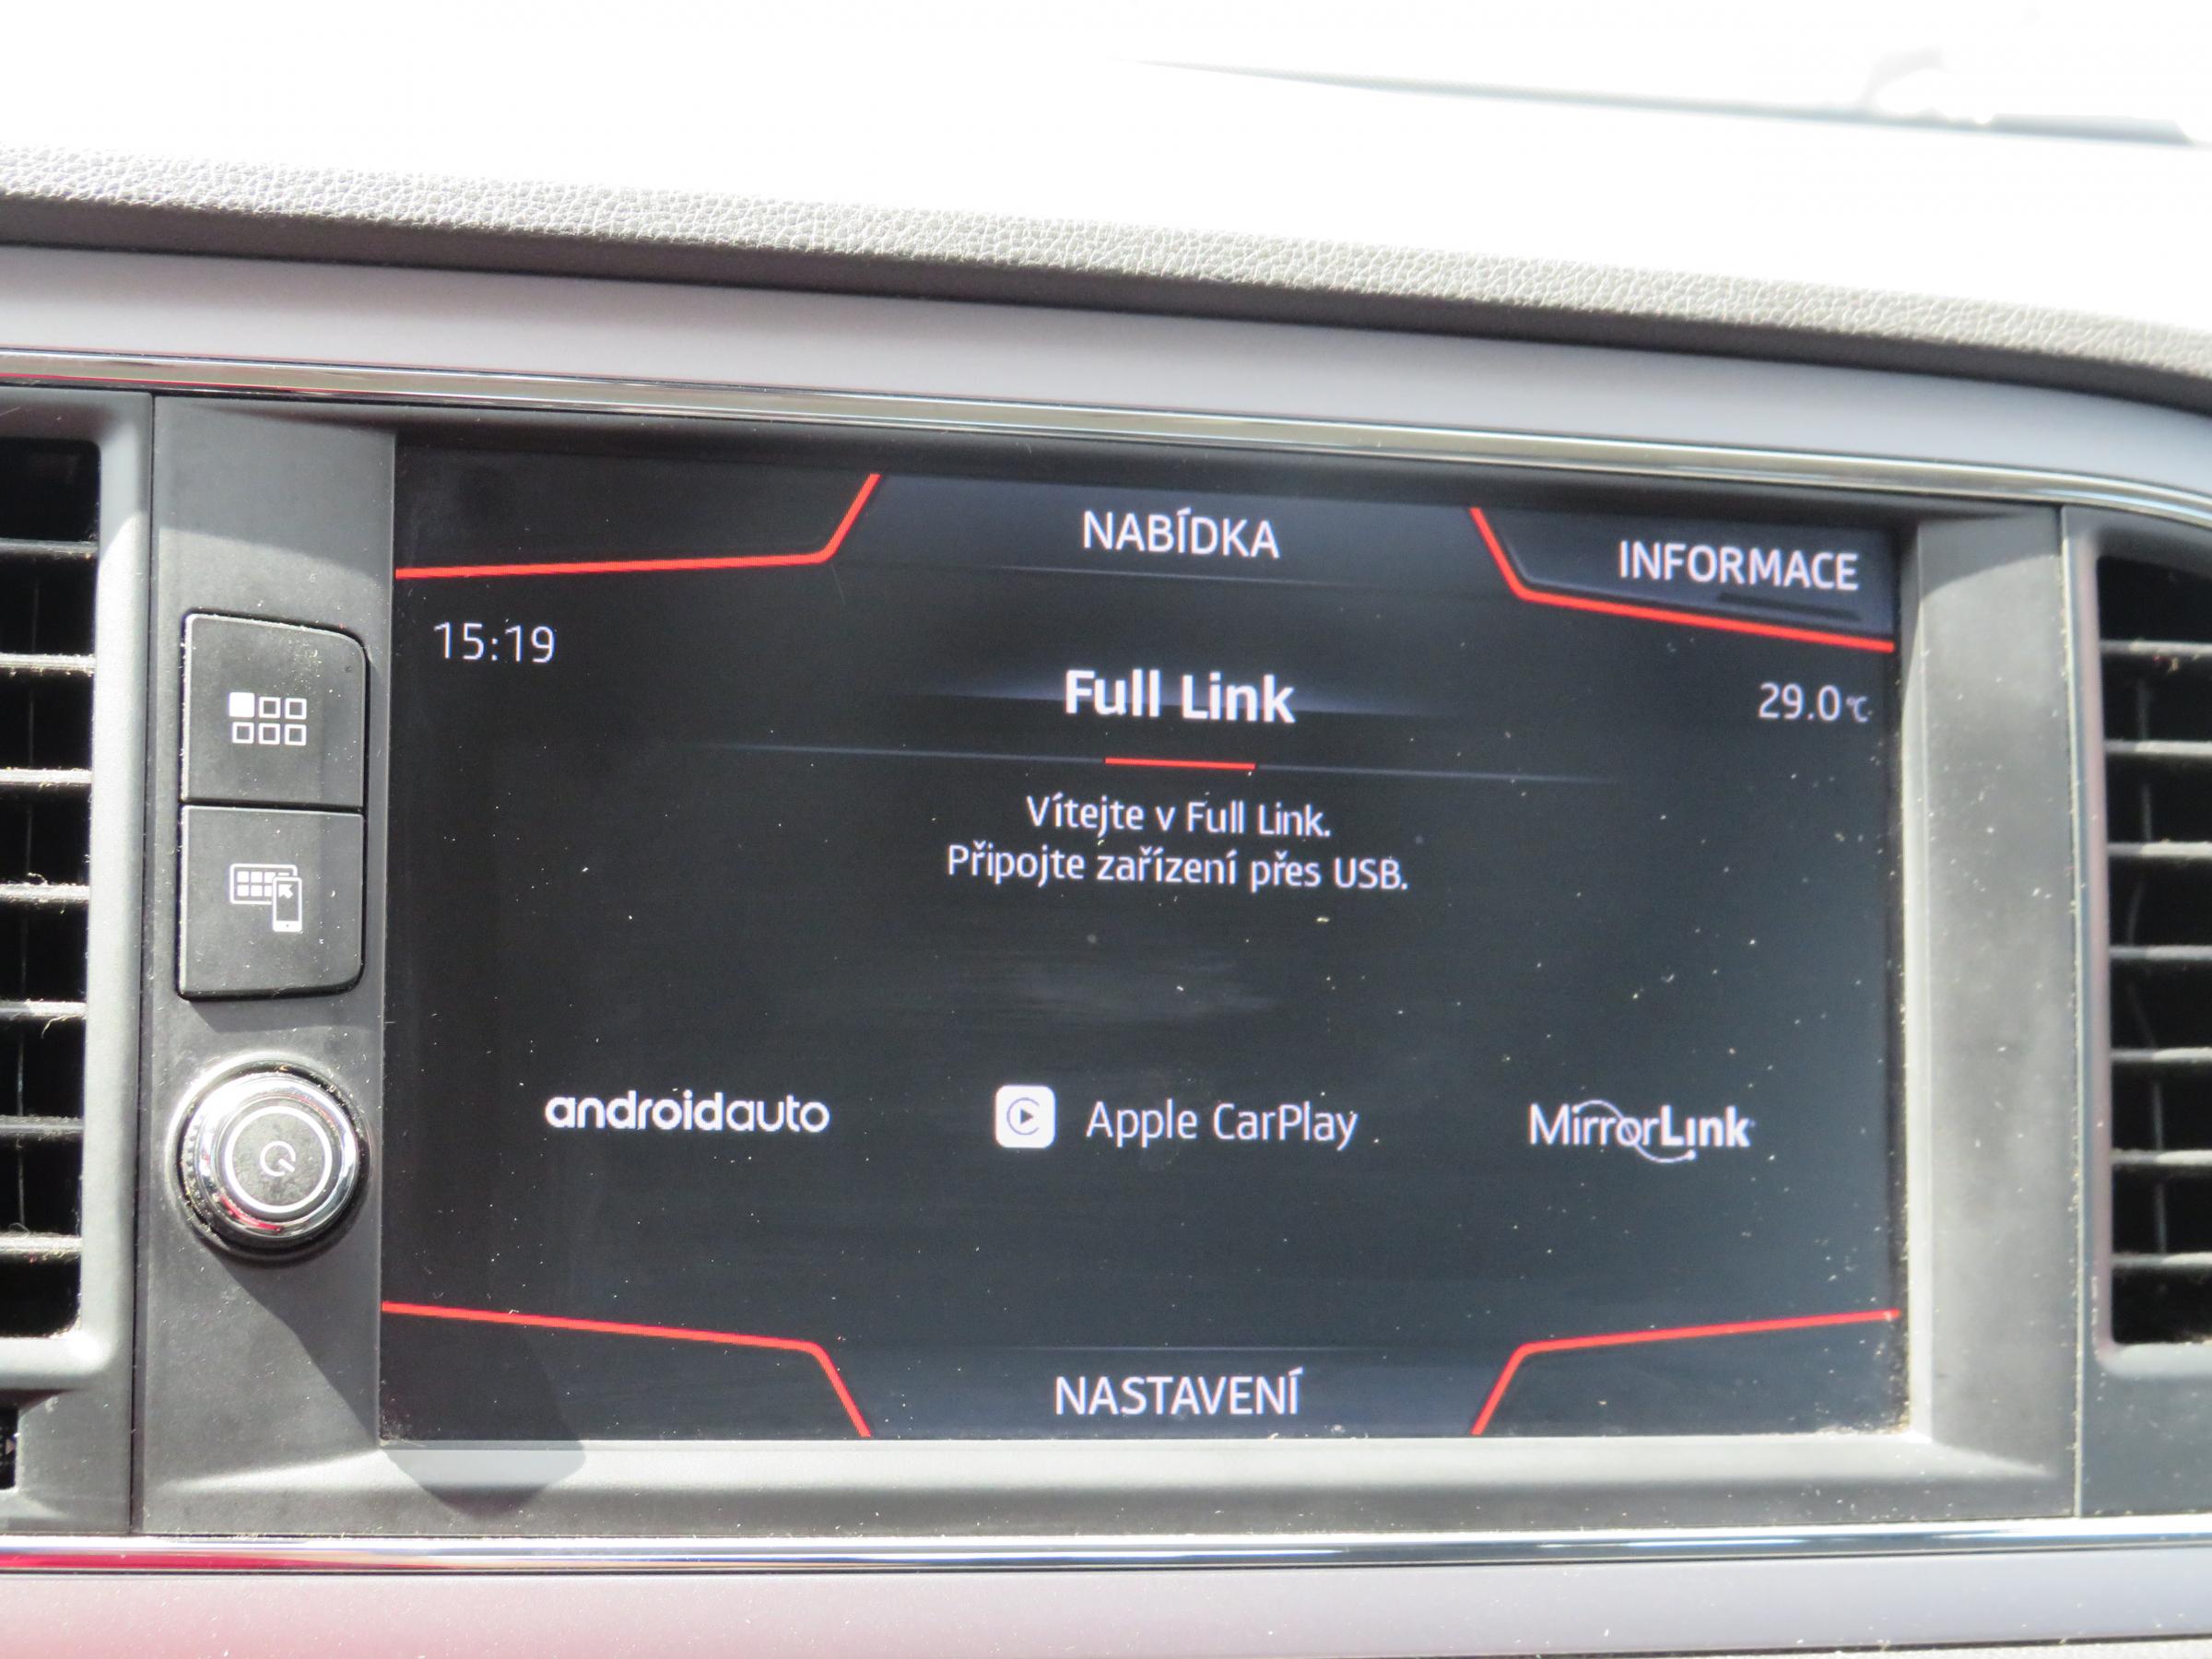 NABÍDKA
INFORMACE
15:19
Full Link
29.0 °C
Vítejte v Full Link.
Připojte zařízení přes USB.
androidauto
Apple CarPlay
MirrorLink
NASTAVENÍ